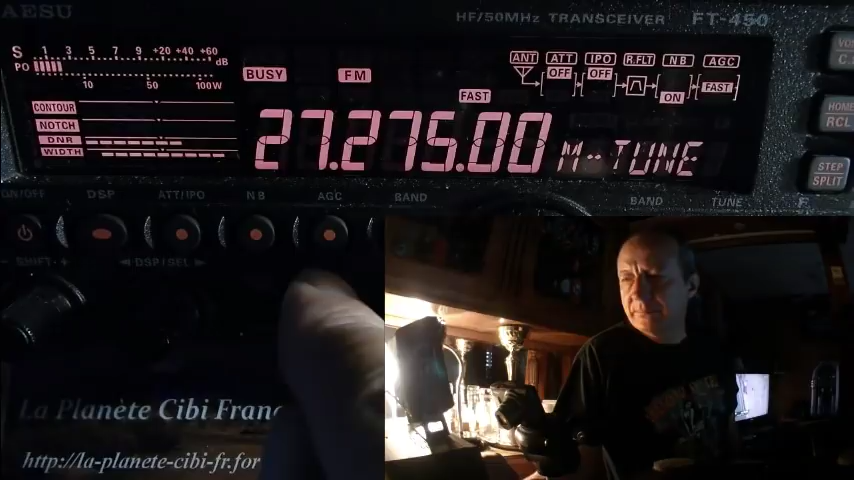 AESU
HF/50MHz TRANSCEIVER FT-450
S 1 3 5 7 9 +20 +40 +60 dB
PO 10 50 100W
BUSY FM
ANT ATT IPO R.FLT NB AGC
OFF OFF ON FAST
FAST
CONTOUR
NOTCH
DNR
WIDTH
27.275.00 M-TUNE
HOME
RCL
STEP
SPLIT
ON/OFF DSP ATT/IPO NB AGC BAND BAND TUNE
SHIFT DSP/SEL
La Planète Cibi Franc
http://la-planete-cibi-fr.for